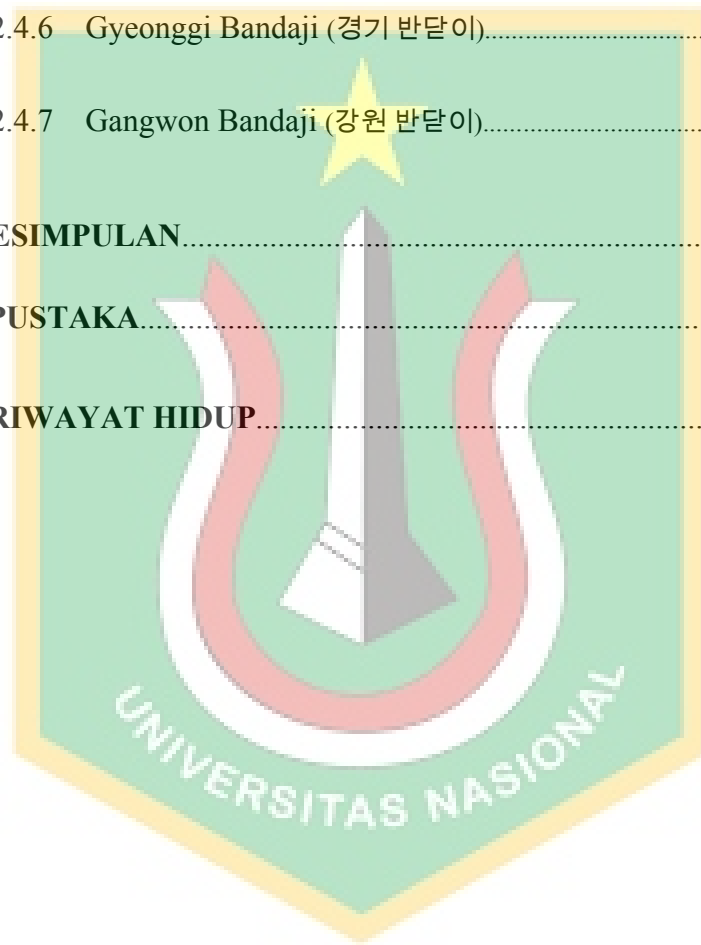 2.4.6 Gyeonggi Bandaji (경기 반닫이)........................................
2.4.7 Gangwon Bandaji (강원 반닫이)........................................
ESIMPULAN........................................
PUSTAKA........................................
RIWAYAT HIDUP........................................
UNIVERSITAS NASIONAL